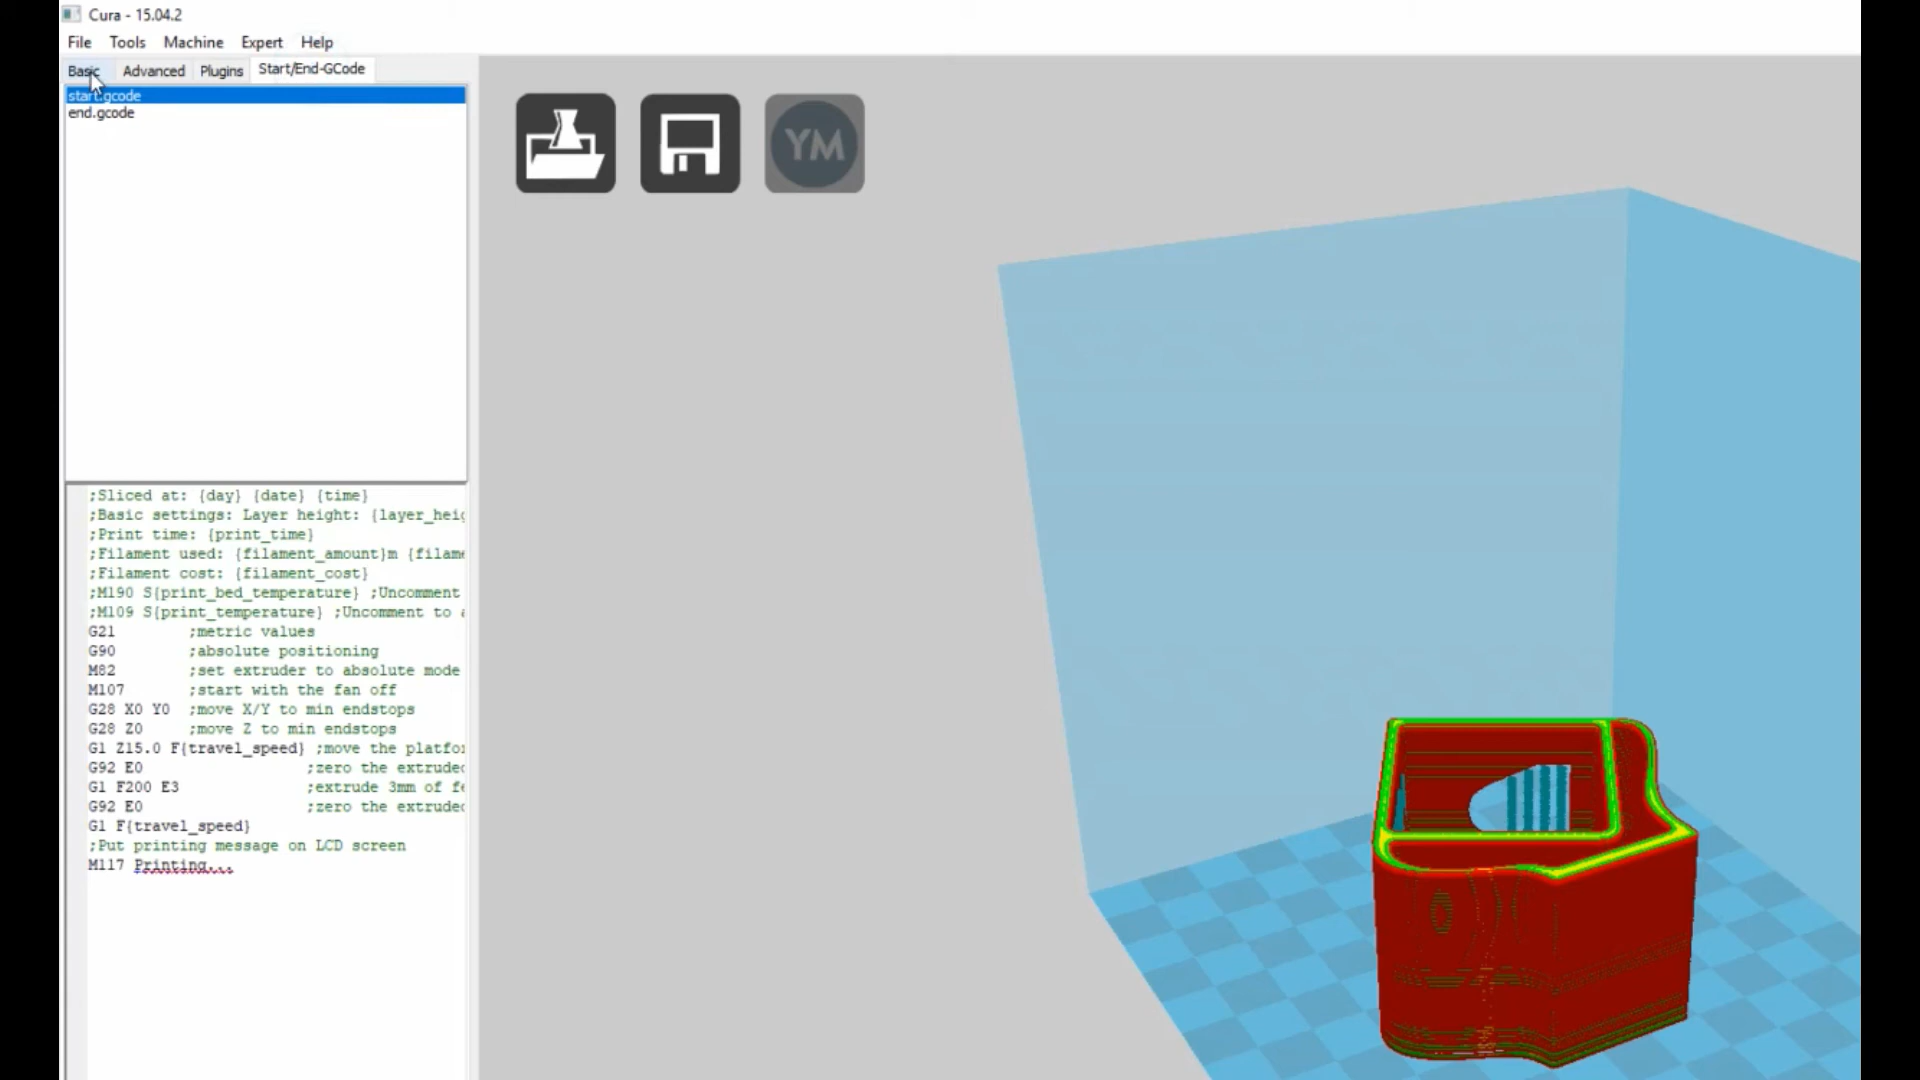 Cura - 15.04.2
File Tools Machine Expert Help
Basic Advanced Plugins Start/End-GCode
start.gcode
end.gcode
YM
;Sliced at: {day} {date} {time}
;Basic settings: Layer height: {layer_heig
;Print time: {print_time}
;Filament used: {filament_amount}m {filame
;Filament cost: {filament_cost}
;M190 S{print_bed_temperature} ;Uncomment
;M109 S{print_temperature} ;Uncomment to a
G21 ;metric values
G90 ;absolute positioning
M82 ;set extruder to absolute mode
M107 ;start with the fan off
G28 X0 Y0 ;move X/Y to min endstops
G28 Z0 ;move Z to min endstops
G1 Z15.0 F{travel_speed} ;move the platfor
G92 E0 ;zero the extruded
G1 F200 E3 ;extrude 3mm of fe
G92 E0 ;zero the extruded
G1 F{travel_speed}
;Put printing message on LCD screen
M117 Printing...